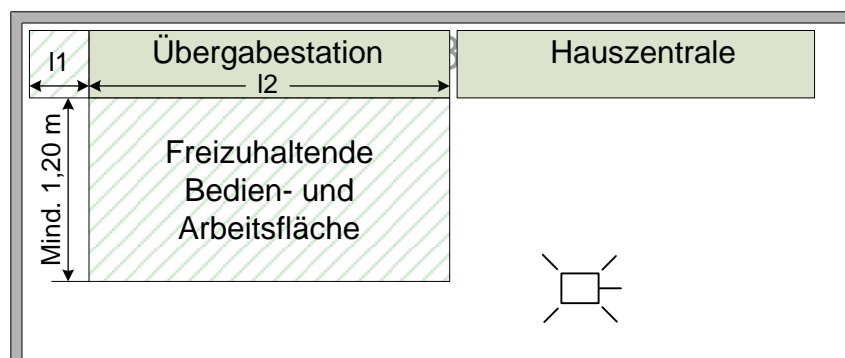 l1
Übergabestation
Hauszentrale
l2
Mind. 1,20 m
Freizuhaltende
Bedien- und
Arbeitsfläche